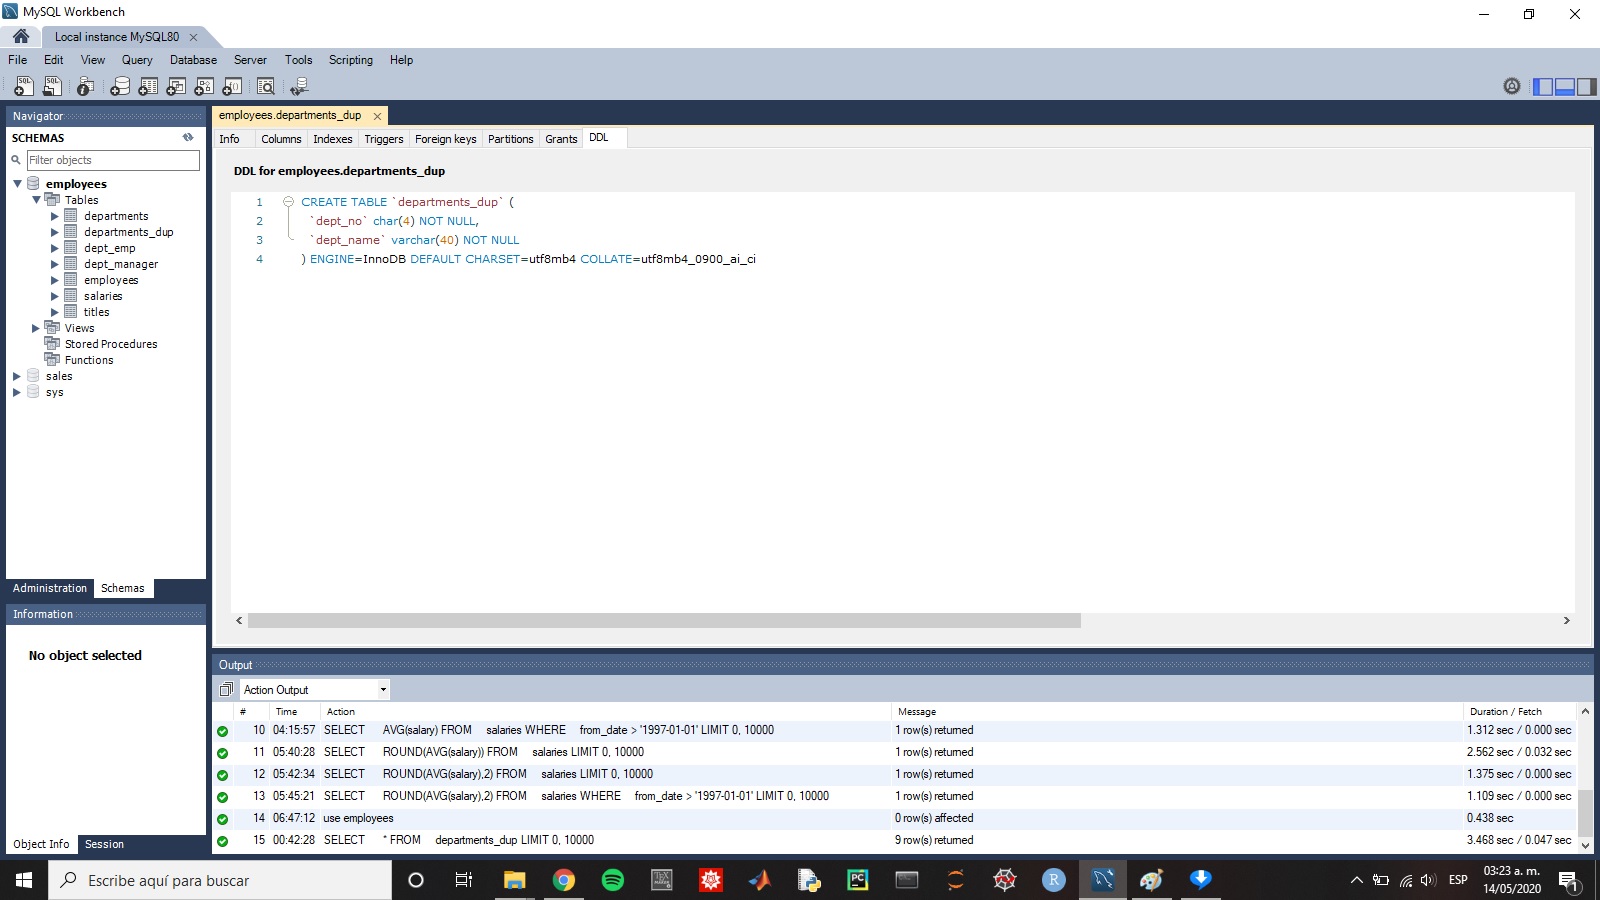 MySQL Workbench
Local instance MySQL80
File Edit View Query Database Server Tools Scripting Help
Navigator
SCHEMAS
Filter objects
employees
Tables
departments
departments_dup
dept_emp
dept_manager
employees
salaries
titles
Views
Stored Procedures
Functions
sales
sys
Administration Schemas
Information
No object selected
Object Info Session
employees.departments_dup
Info Columns Indexes Triggers Foreign keys Partitions Grants DDL
DDL for employees.departments_dup
1 CREATE TABLE `departments_dup` (
2 `dept_no` char(4) NOT NULL,
3 `dept_name` varchar(40) NOT NULL
4 ) ENGINE=InnoDB DEFAULT CHARSET=utf8mb4 COLLATE=utf8mb4_0900_ai_ci
Output
Action Output
# Time Action Message Duration / Fetch
10 04:15:57 SELECT AVG(salary) FROM salaries WHERE from_date > '1997-01-01' LIMIT 0, 10000 1 row(s) returned 1.312 sec / 0.000 sec
11 05:40:28 SELECT ROUND(AVG(salary)) FROM salaries LIMIT 0, 10000 1 row(s) returned 2.562 sec / 0.032 sec
12 05:42:34 SELECT ROUND(AVG(salary),2) FROM salaries LIMIT 0, 10000 1 row(s) returned 1.375 sec / 0.000 sec
13 05:45:21 SELECT ROUND(AVG(salary),2) FROM salaries WHERE from_date > '1997-01-01' LIMIT 0, 10000 1 row(s) returned 1.109 sec / 0.000 sec
14 06:47:12 use employees 0 row(s) affected 0.438 sec
15 00:42:28 SELECT * FROM departments_dup LIMIT 0, 10000 9 row(s) returned 3.468 sec / 0.047 sec
Escribe aquí para buscar
ESP
03:23 a. m.
14/05/2020
1